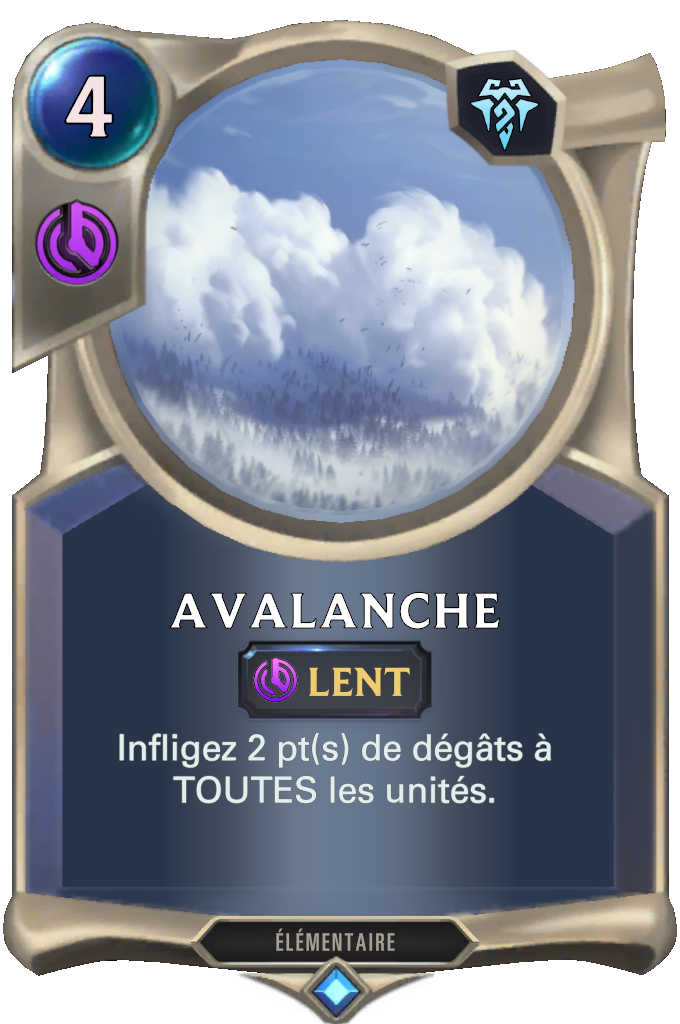 4
AVALANCHE
LENT
Infligez 2 pt(s) de dégâts à
TOUTES les unités.
ÉLÉMENTAIRE